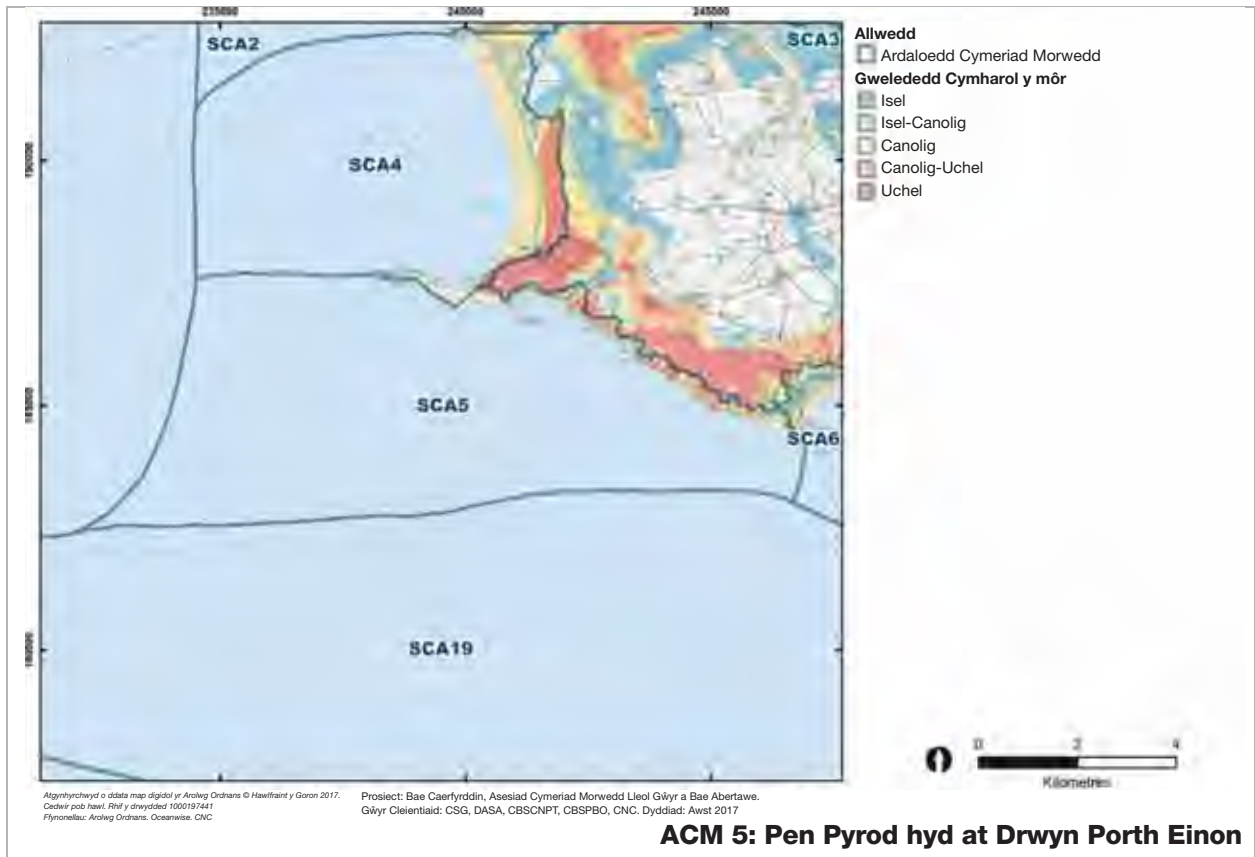 235000 240000 245000
SCA2
SCA3
Allwedd
Ardaloedd Cymeriad Morwedd
Gwelededd Cymharol y môr
Isel
Isel-Canolig
Canolig
Canolig-Uchel
Uchel
190000
SCA4
185000
SCA5
SCA6
180000
SCA19
0 2 4
Kilometres
Atgynhyrchwyd o ddata map digidol yr Arolwg Ordnans © Hawlfraint y Goron 2017.
Cedwir pob hawl. Rhif y drwydded 1000197441
Ffynonellau: Arolwg Ordnans. Oceanwise. CNC
Prosiect: Bae Caerfyrddin, Asesiad Cymeriad Morwedd Lleol Gŵyr a Bae Abertawe.
Gŵyr Cleientiaid: CSG, DASA, CBSCNPT, CBSPBO, CNC. Dyddiad: Awst 2017
ACM 5: Pen Pyrod hyd at Drwyn Porth Einon